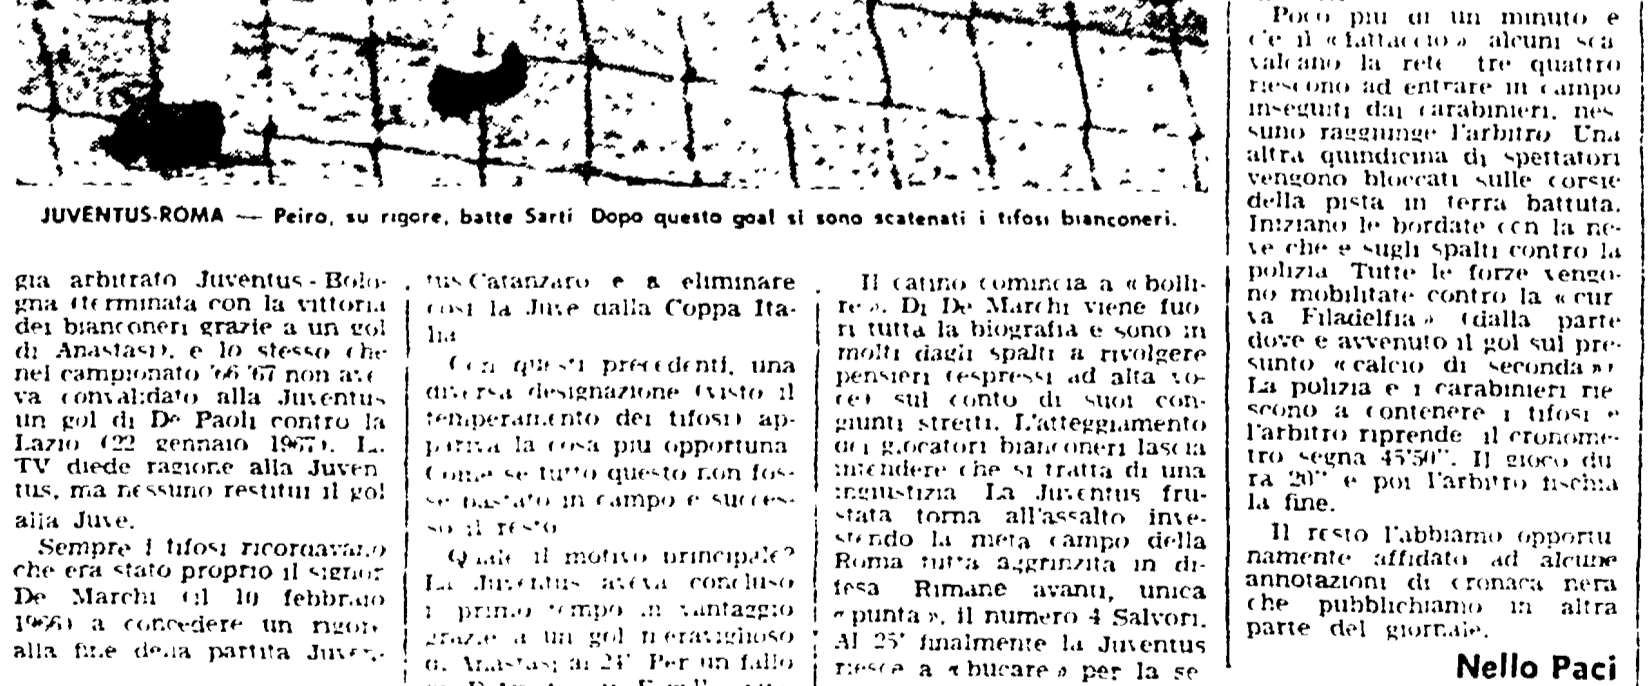 JUVENTUS-ROMA — Peiro, su rigore, batte Sarti Dopo questo goal si sono scatenati i tifosi bianconeri.
gia arbitrato Juventus-Bolo-
gna (terminata con la vittoria
dei bianconeri grazie a un gol
di Anastasi), e lo stesso che
nel campionato '66 '67 non ave
va convalidato alla Juventus
un gol di De Paoli contro la
Lazio (22 gennaio 1967). La
TV diede ragione alla Juven
tus, ma nessuno restitui il gol
alla Juve.
Sempre i tifosi ricordavano
che era stato proprio il signor
De Marchi (il 10 febbraio
1966) a concedere un rigore
alla fine della partita Juven-
tus Catanzaro e a eliminare
cosi la Juve dalla Coppa Ita-
lia
Con questi precedenti, una
diversa designazione (visto il
temperamento dei tifosi) ap-
pariva la cosa piu opportuna
Come se tutto questo non fos-
se bastato in campo e succes-
so il resto
Quale il motivo principale?
La Juventus aveva concluso
il primo tempo in vantaggio
grazie a un gol meraviglioso
di Anastasi al 24' Per un fallo
Il catino comincia a « bolli-
re ». Di De Marchi viene fuo
ri tutta la biografia e sono in
molti dagli spalti a rivolgere
pensieri (espressi ad alta vo-
ce) sul conto di suoi con-
giunti stretti. L'atteggiamento
dei giocatori bianconeri lascia
intendere che si tratta di una
ingiustizia La Juventus fru-
stata torna all'assalto inve-
stendo la meta campo della
Roma tutta aggrinzita in di-
fesa Rimane avanti, unica
« punta », il numero 4 Salvori.
Al 25' finalmente la Juventus
riesce a « bucare » per la se
Poco piu di un minuto e
c'e il « fattaccio » alcuni sca
valcano la rete tre quattro
riescono ad entrare in campo
inseguiti dai carabinieri, nes-
suno raggiunge l'arbitro Una
altra quindicina di spettatori
vengono bloccati sulle corsie
della pista in terra battuta.
Iniziano le bordate con la ne-
ve che e sugli spalti contro la
polizia Tutte le forze vengo-
no mobilitate contro la « cur
va Filadelfia » (dalla parte
dove e avvenuto il gol sul pre-
sunto « calcio di seconda »)
La polizia e i carabinieri rie
scono a contenere i tifosi e
l'arbitro riprende il cronome-
tro segna 45'50". Il gioco du
ra 20" e poi l'arbitro fischia
la fine.
Il resto l'abbiamo opportu
namente affidato ad alcune
annotazioni di cronaca nera
che pubblichiamo in altra
parte del giornale.
Nello Paci